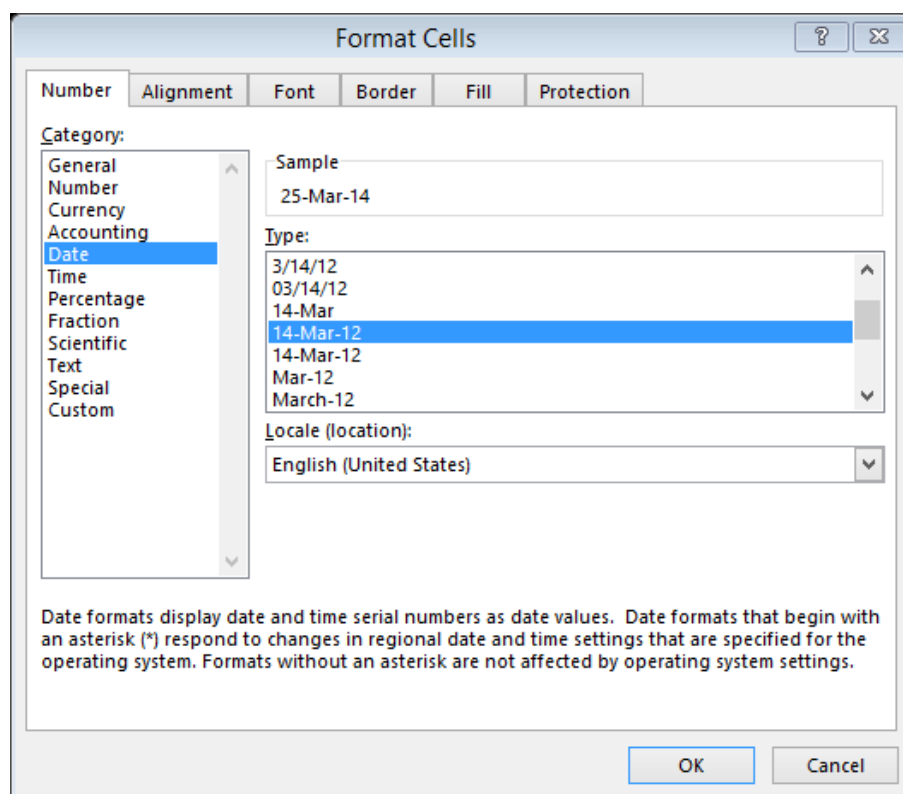 Format Cells
?
Number Alignment Font Border Fill Protection
Category:
General
Number
Currency
Accounting
Date
Time
Percentage
Fraction
Scientific
Text
Special
Custom
Sample
25-Mar-14
Type:
3/14/12
03/14/12
14-Mar
14-Mar-12
14-Mar-12
Mar-12
March-12
Locale (location):
English (United States)
Date formats display date and time serial numbers as date values.  Date formats that begin with
an asterisk (*) respond to changes in regional date and time settings that are specified for the
operating system. Formats without an asterisk are not affected by operating system settings.
OK Cancel